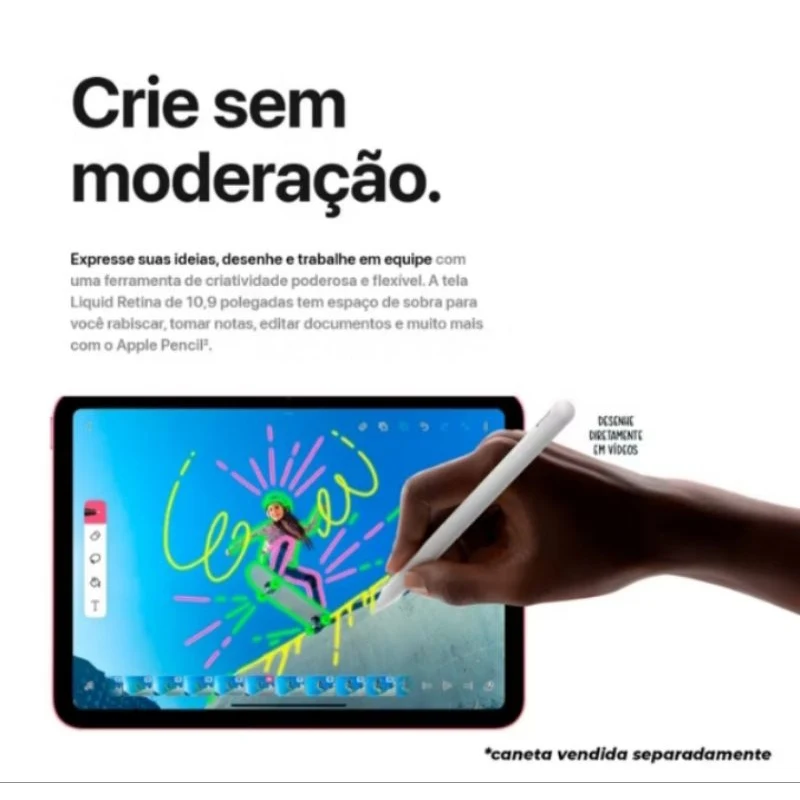 Crie sem
moderação.
Expresse suas ideias, desenhe e trabalhe em equipe com
uma ferramenta de criatividade poderosa e flexível. A tela
Liquid Retina de 10,9 polegadas tem espaço de sobra para
você rabiscar, tomar notas, editar documentos e muito mais
com o Apple Pencil².
DESENHE
DIRETAMENTE
EM VÍDEOS
T
*caneta vendida separadamente